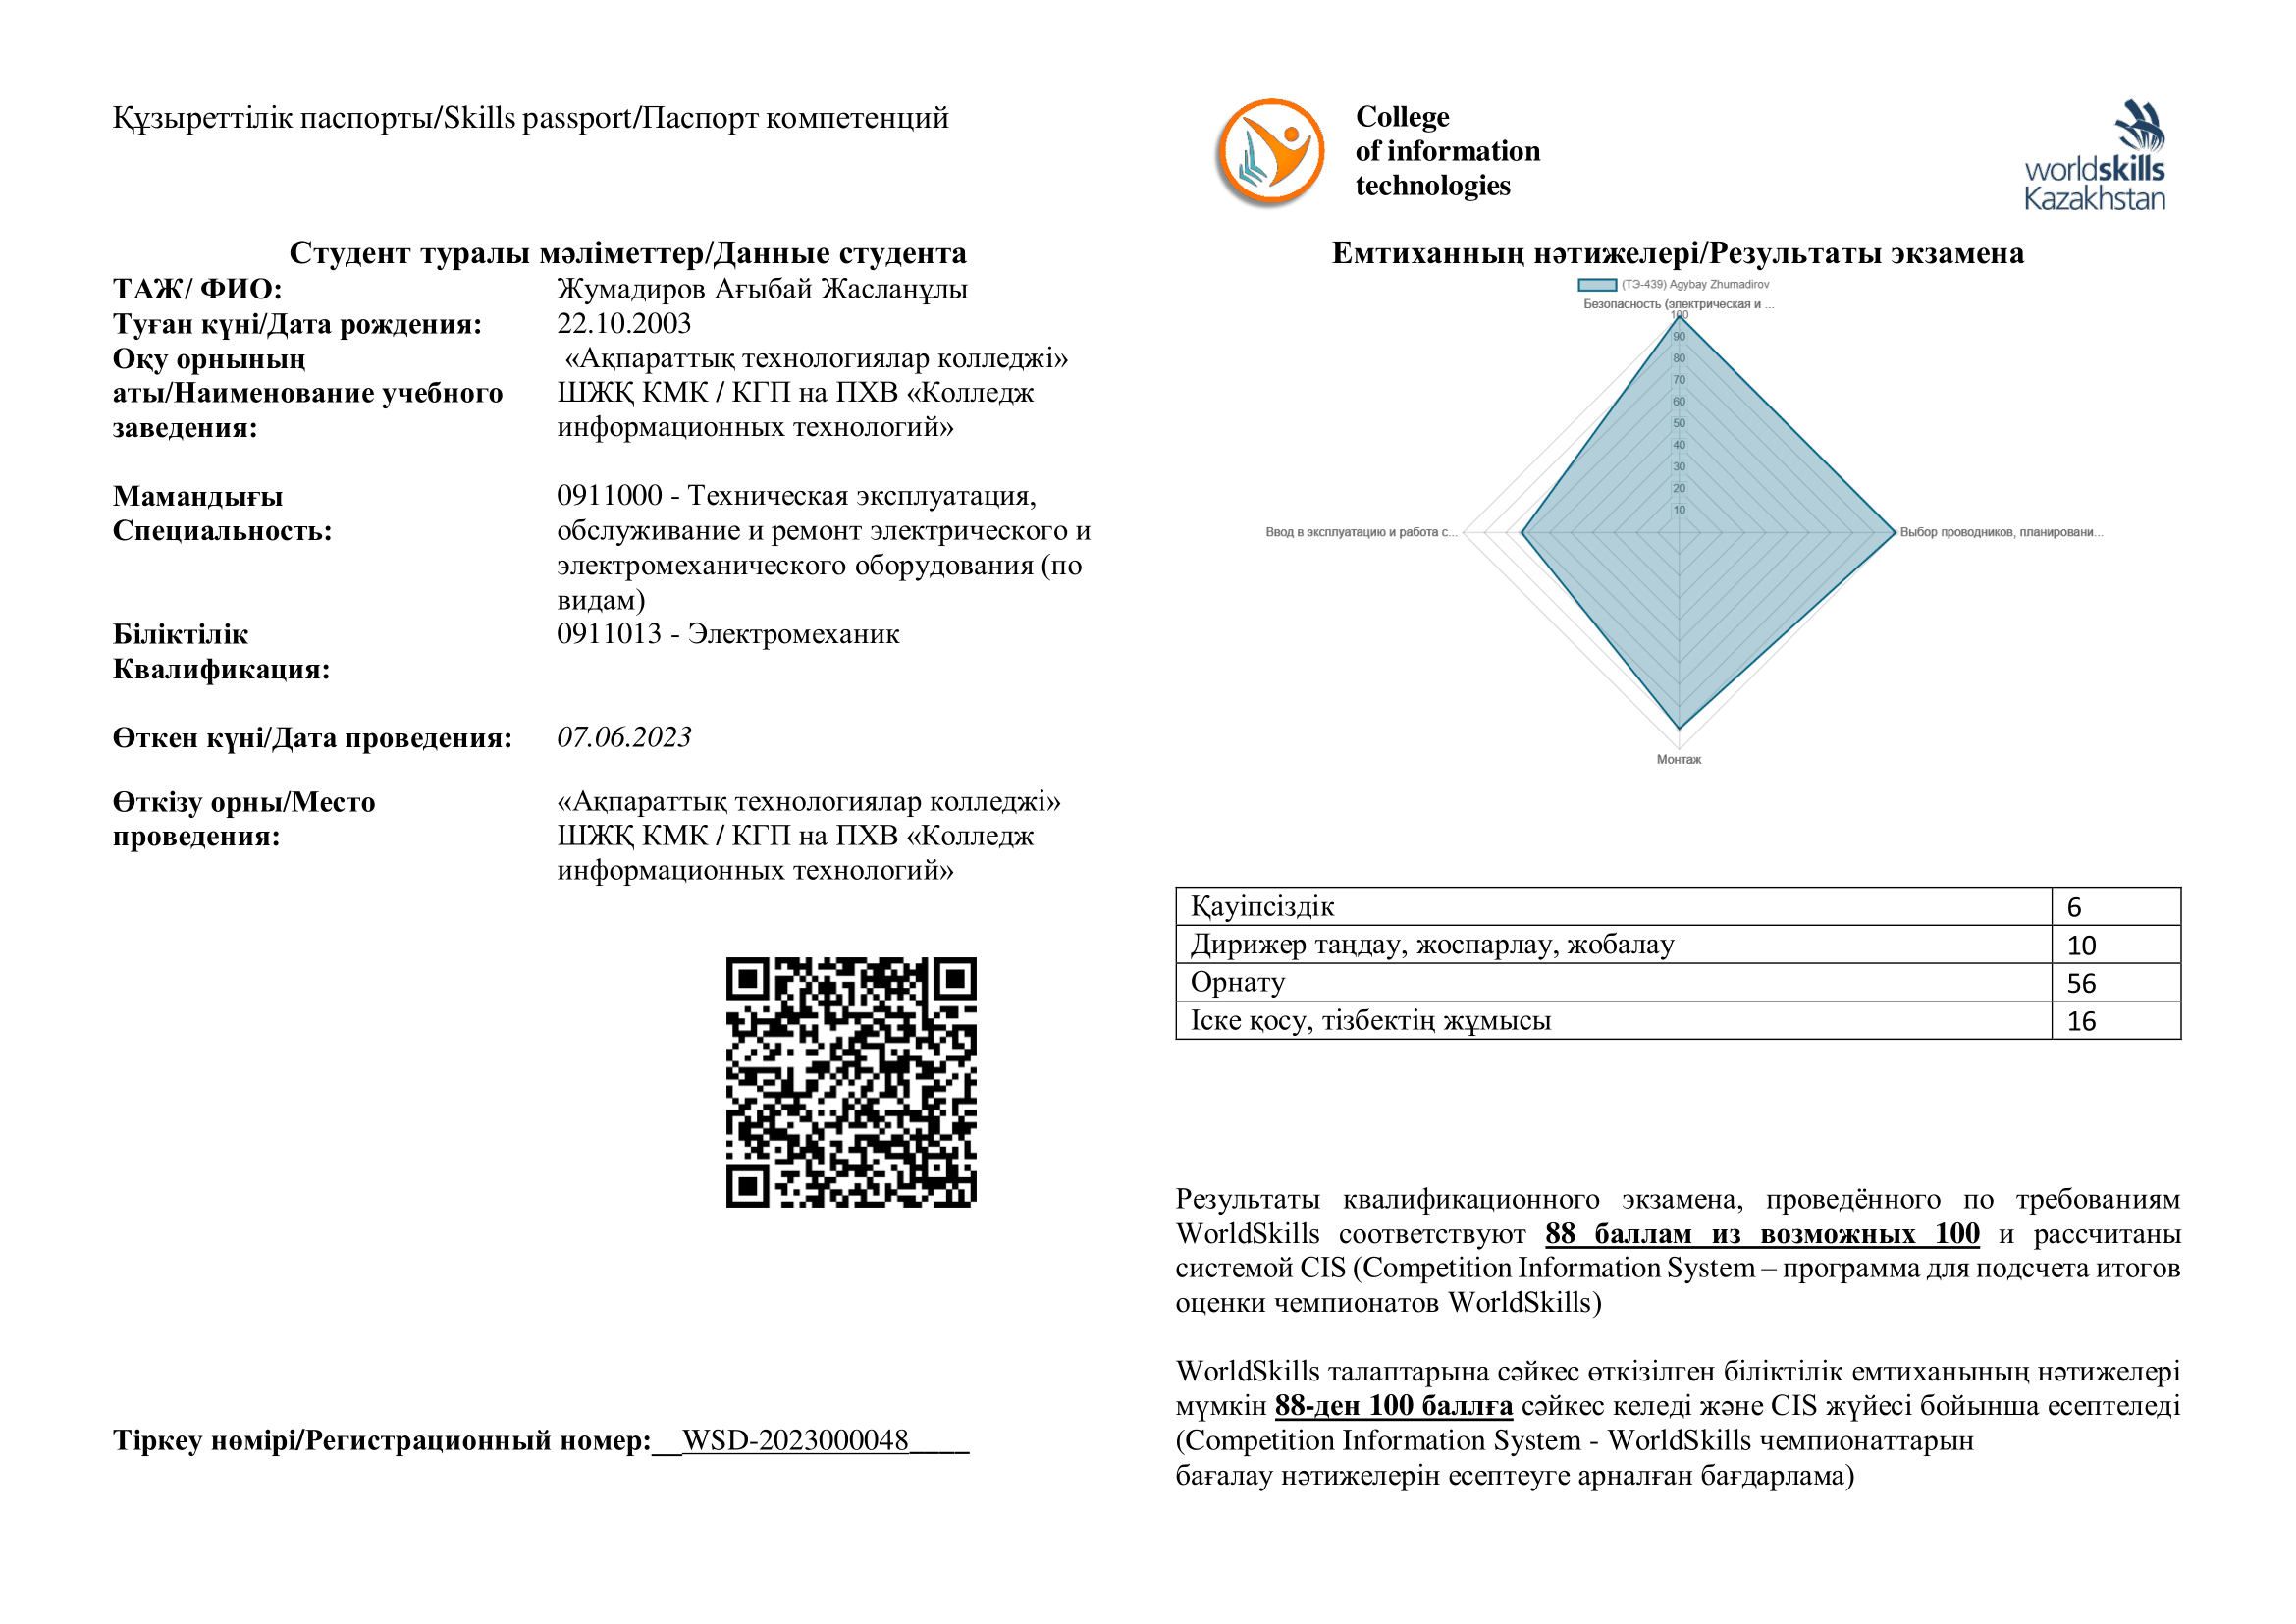 Құзыреттілік паспорты/Skills passport/Паспорт компетенций
Студент туралы мәліметтер/Данные студента
ТАЖ/ ФИО: Жумадиров Ағыбай Жасланұлы
Туған күні/Дата рождения: 22.10.2003
Оқу орнының «Ақпараттық технологиялар колледжі»
аты/Наименование учебного ШЖҚ КМК / КГП на ПХВ «Колледж
заведения: информационных технологий»
Мамандығы 0911000 - Техническая эксплуатация,
Специальность: обслуживание и ремонт электрического и
электромеханического оборудования (по
видам)
Біліктілік 0911013 - Электромеханик
Квалификация:
Өткен күні/Дата проведения: 07.06.2023
Өткізу орны/Место «Ақпараттық технологиялар колледжі»
проведения: ШЖҚ КМК / КГП на ПХВ «Колледж
информационных технологий»
Тіркеу нөмірі/Регистрационный номер:__WSD-2023000048____
College
of information
technologies
worldskills
Kazakhstan
Емтиханның нәтижелері/Результаты экзамена
(ТЭ-439) Agybay Zhumadirov
Безопасность (электрическая и ...
100
90
80
70
60
50
40
30
20
10
Ввод в эксплуатацию и работа с...
Выбор проводников, планировани...
Монтаж
Қауіпсіздік 6
Дирижер таңдау, жоспарлау, жобалау 10
Орнату 56
Іске қосу, тізбектің жұмысы 16
Результаты квалификационного экзамена, проведённого по требованиям
WorldSkills соответствуют 88 баллам из возможных 100 и рассчитаны
системой CIS (Competition Information System – программа для подсчета итогов
оценки чемпионатов WorldSkills)
WorldSkills талаптарына сәйкес өткізілген біліктілік емтиханының нәтижелері
мүмкін 88-ден 100 баллға сәйкес келеді және CIS жүйесі бойынша есептеледі
(Competition Information System - WorldSkills чемпионаттарын
бағалау нәтижелерін есептеуге арналған бағдарлама)